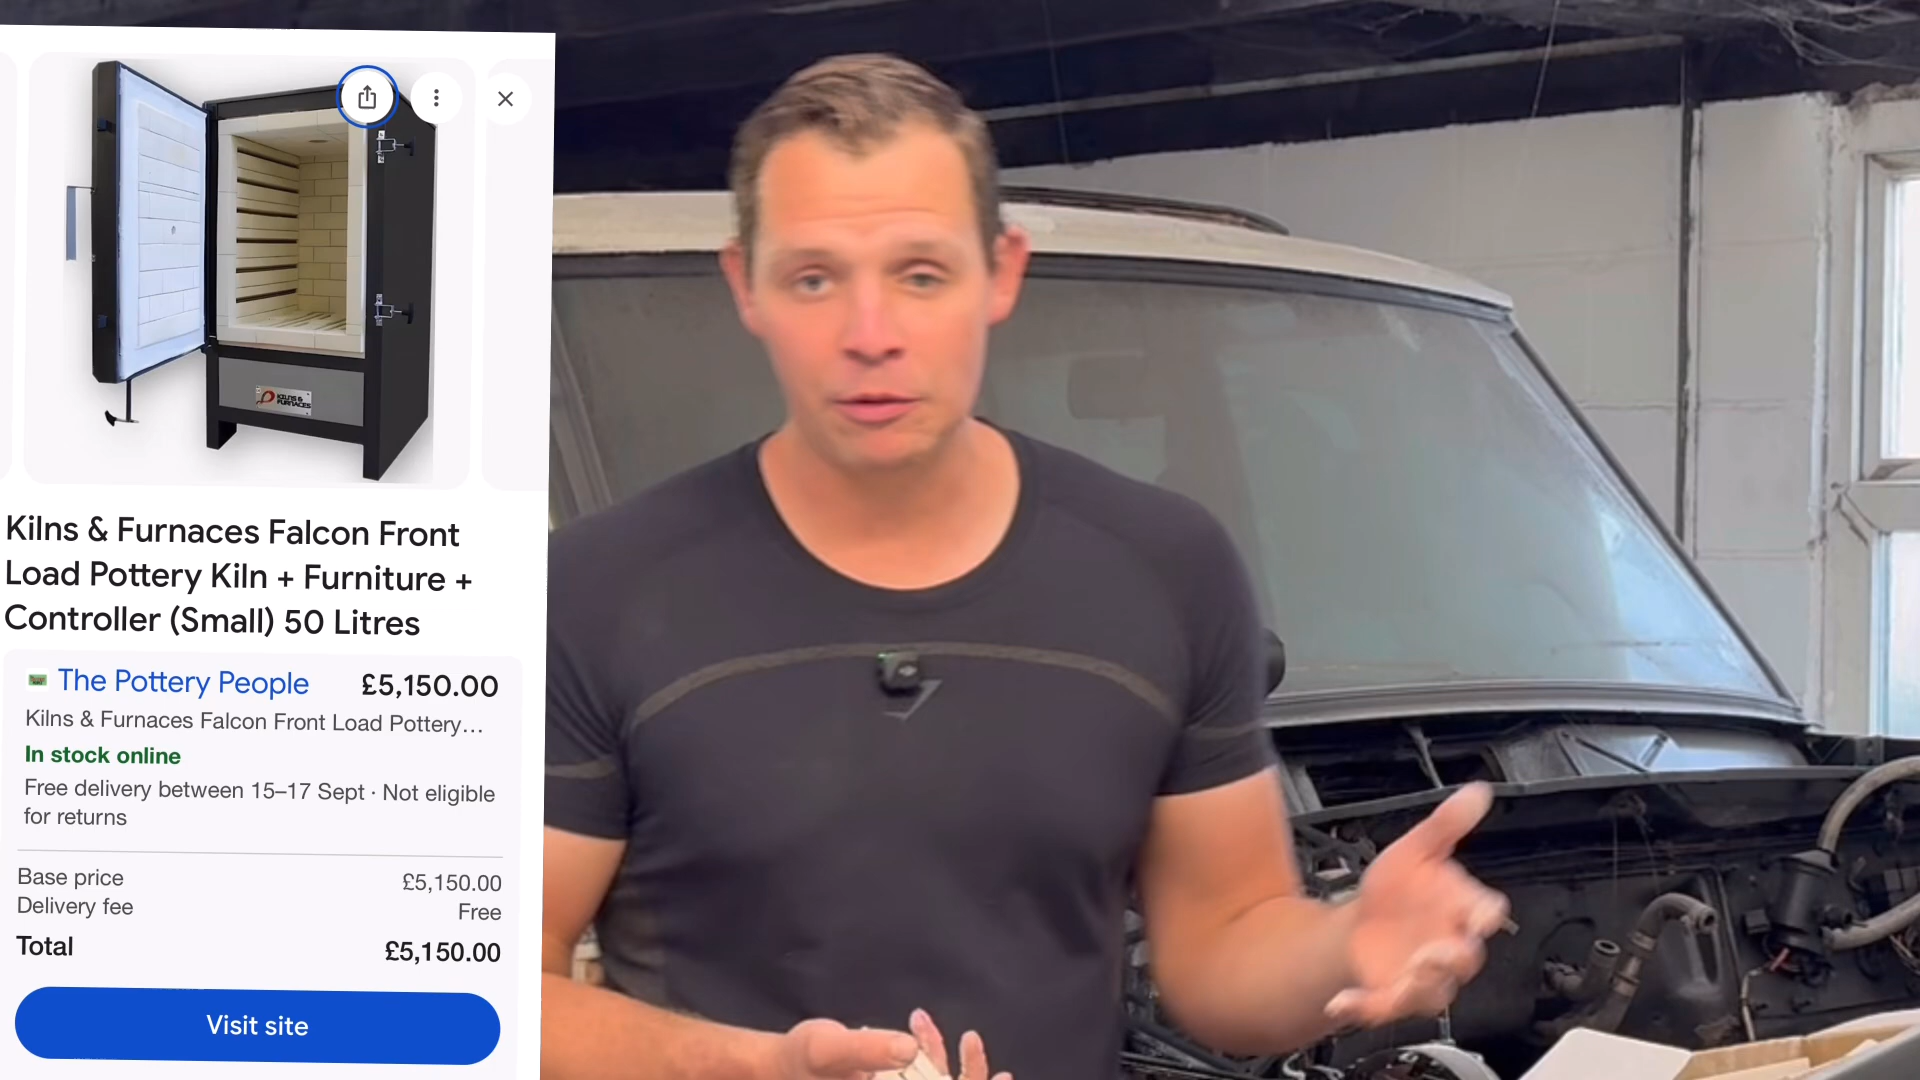 KILNS &
FURNACES
Kilns & Furnaces Falcon Front
Load Pottery Kiln + Furniture +
Controller (Small) 50 Litres
The Pottery People £5,150.00
Kilns & Furnaces Falcon Front Load Pottery...
In stock online
Free delivery between 15–17 Sept · Not eligible
for returns
Base price £5,150.00
Delivery fee Free
Total £5,150.00
Visit site